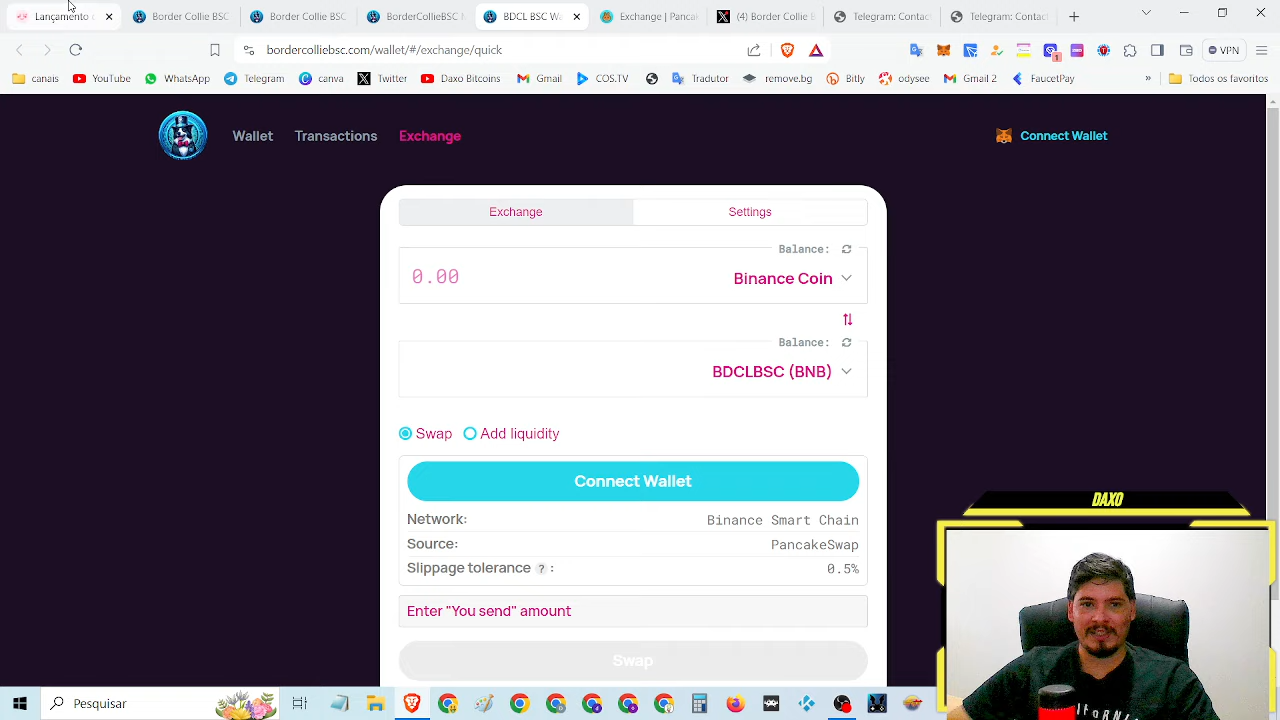 Lançamento
Border Collie BSC
Border Collie BSC
BorderCollieBSC
BDCL BSC Wa
Exchange | Panca
(4) Border Collie B
Telegram: Contac
Telegram: Contac
bordercolliebsc.com/wallet/#/exchange/quick
VPN
canais
YouTube
WhatsApp
Telegram
canva
Twitter
Daxo Bitcoins
Gmail
COS.TV
Tradutor
remove.bg
bitly
odysee
Gmail 2
FaucetPay
»
Todos os favoritos
Wallet
Transactions
Exchange
Connect Wallet
Exchange
Settings
Balance:
0.00
Binance Coin
Balance:
BDCLBSC (BNB)
Swap
Add liquidity
Connect Wallet
Network:
Binance Smart Chain
Source:
PancakeSwap
Slippage tolerance ? :
0.5%
Enter "You send" amount
Swap
DAXO
Pesquisar